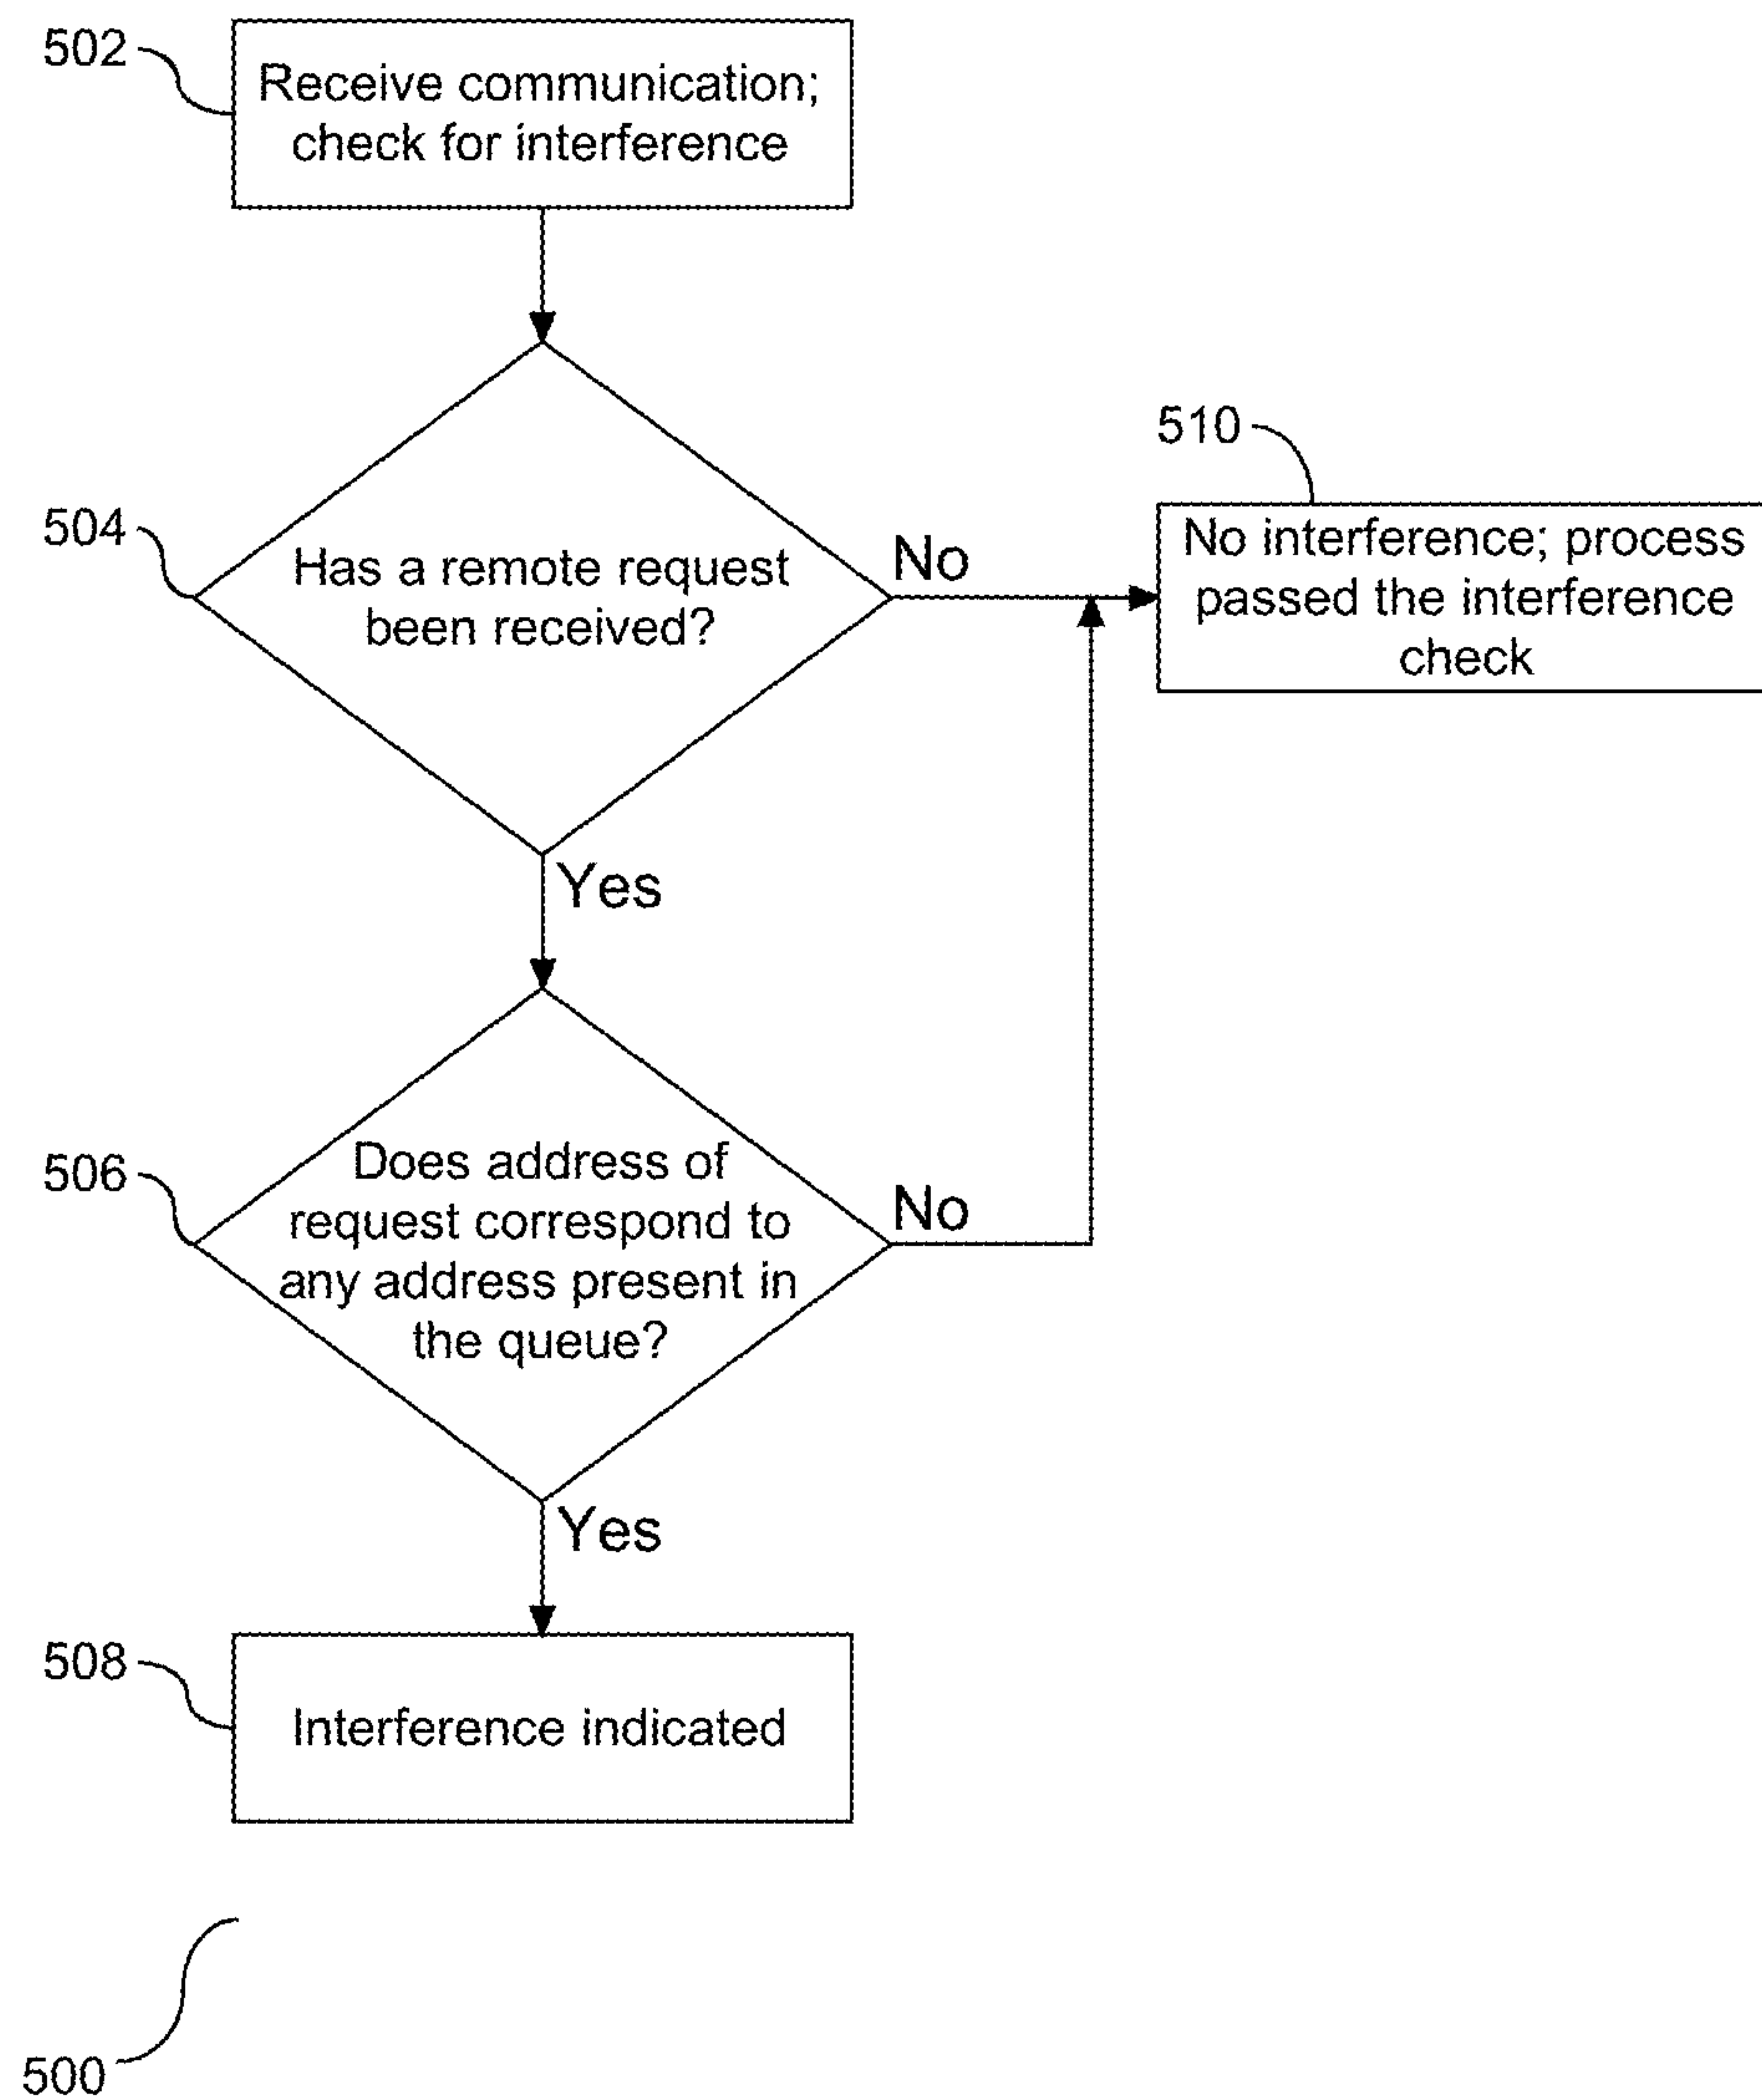 502
Receive communication;
check for interference
504
Has a remote request
been received?
No
510
No interference; process
passed the interference
check
Yes
506
Does address of
request correspond to
any address present in
the queue?
No
Yes
508
Interference indicated
500